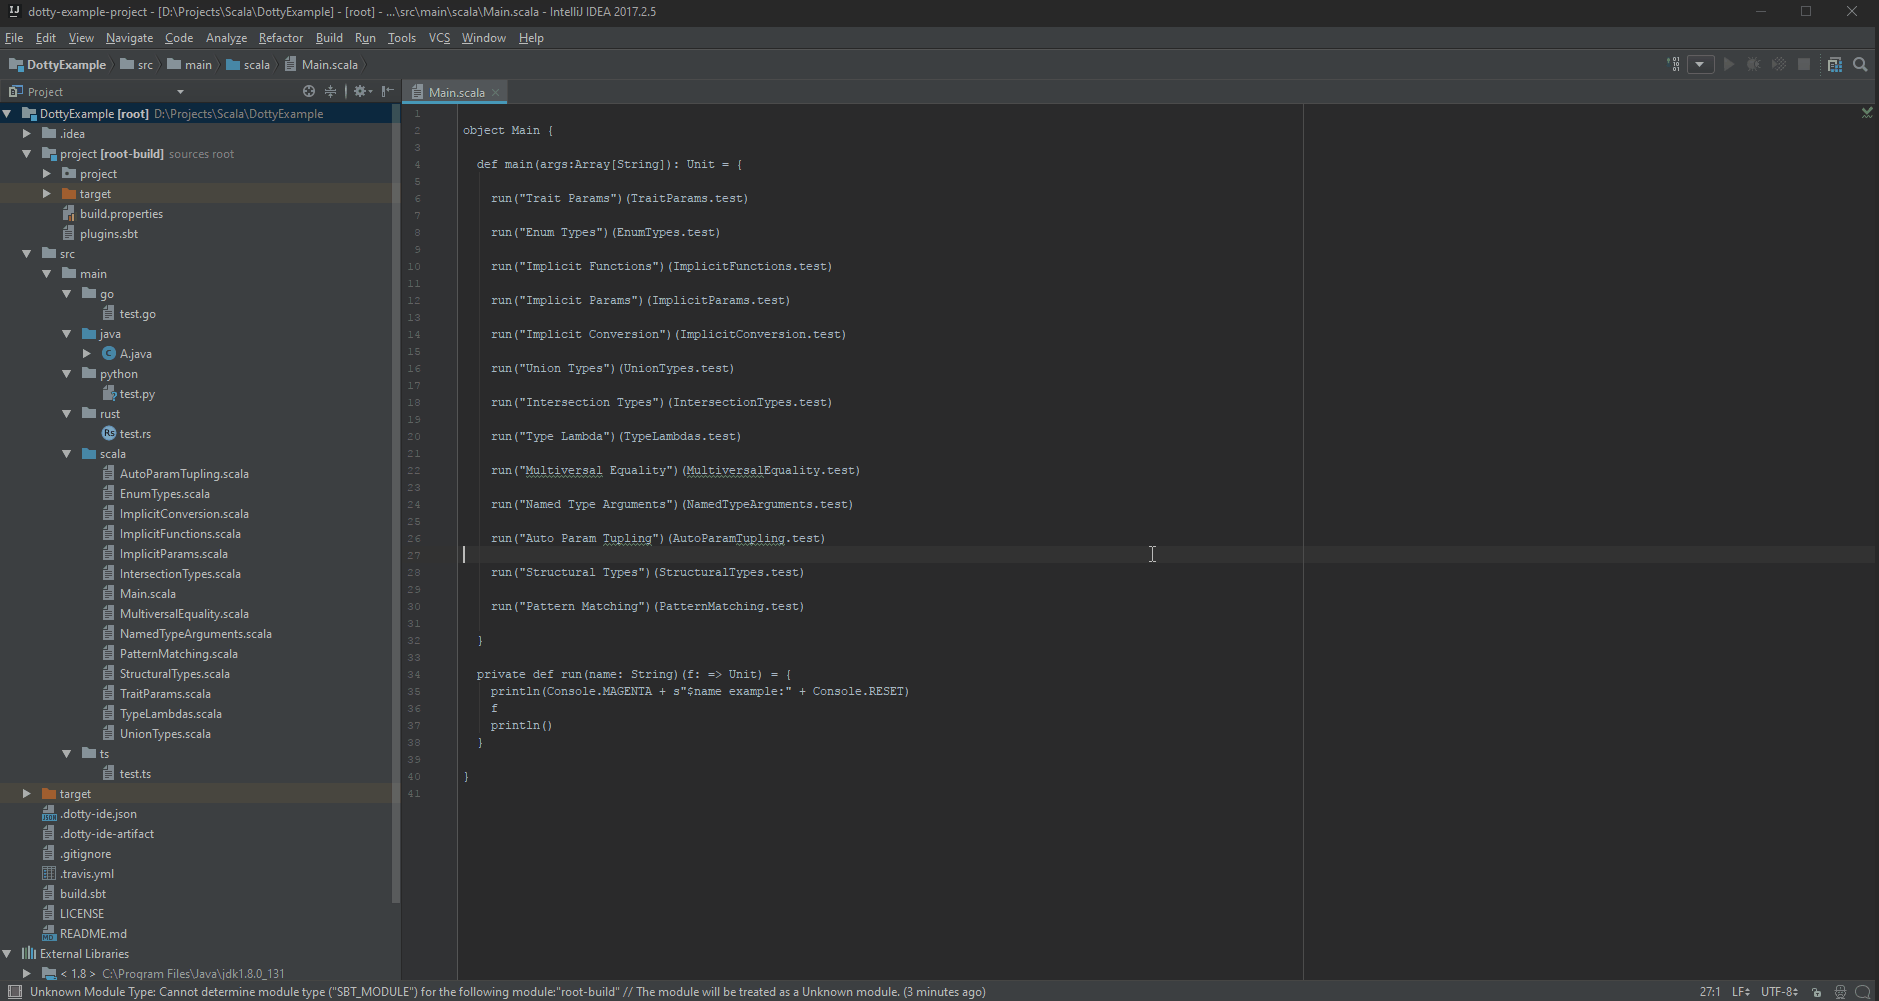 dotty-example-project - [D:\Projects\Scala\DottyExample] - [root] - ...\src\main\scala\Main.scala - IntelliJ IDEA 2017.2.5
File Edit View Navigate Code Analyze Refactor Build Run Tools VCS Window Help
DottyExample src main scala Main.scala
Project
Main.scala
DottyExample [root] D:\Projects\Scala\DottyExample
.idea
project [root-build] sources root
project
target
build.properties
plugins.sbt
src
main
go
test.go
java
A.java
python
test.py
rust
test.rs
scala
AutoParamTupling.scala
EnumTypes.scala
ImplicitConversion.scala
ImplicitFunctions.scala
ImplicitParams.scala
IntersectionTypes.scala
Main.scala
MultiversalEquality.scala
NamedTypeArguments.scala
PatternMatching.scala
StructuralTypes.scala
TraitParams.scala
TypeLambdas.scala
UnionTypes.scala
ts
test.ts
target
.dotty-ide.json
.dotty-ide-artifact
.gitignore
.travis.yml
build.sbt
LICENSE
README.md
External Libraries
< 1.8 > C:\Program Files\Java\jdk1.8.0_131
1
2 object Main {
3
4 def main(args:Array[String]): Unit = {
5
6 run("Trait Params")(TraitParams.test)
7
8 run("Enum Types")(EnumTypes.test)
9
10 run("Implicit Functions")(ImplicitFunctions.test)
11
12 run("Implicit Params")(ImplicitParams.test)
13
14 run("Implicit Conversion")(ImplicitConversion.test)
15
16 run("Union Types")(UnionTypes.test)
17
18 run("Intersection Types")(IntersectionTypes.test)
19
20 run("Type Lambda")(TypeLambdas.test)
21
22 run("Multiversal Equality")(MultiversalEquality.test)
23
24 run("Named Type Arguments")(NamedTypeArguments.test)
25
26 run("Auto Param Tupling")(AutoParamTupling.test)
27
28 run("Structural Types")(StructuralTypes.test)
29
30 run("Pattern Matching")(PatternMatching.test)
31
32 }
33
34 private def run(name: String)(f: => Unit) = {
35 println(Console.MAGENTA + s"$name example:" + Console.RESET)
36 f
37 println()
38 }
39
40 }
41
Unknown Module Type: Cannot determine module type ("SBT_MODULE") for the following module:"root-build" // The module will be treated as a Unknown module. (3 minutes ago)
27:1 LF UTF-8